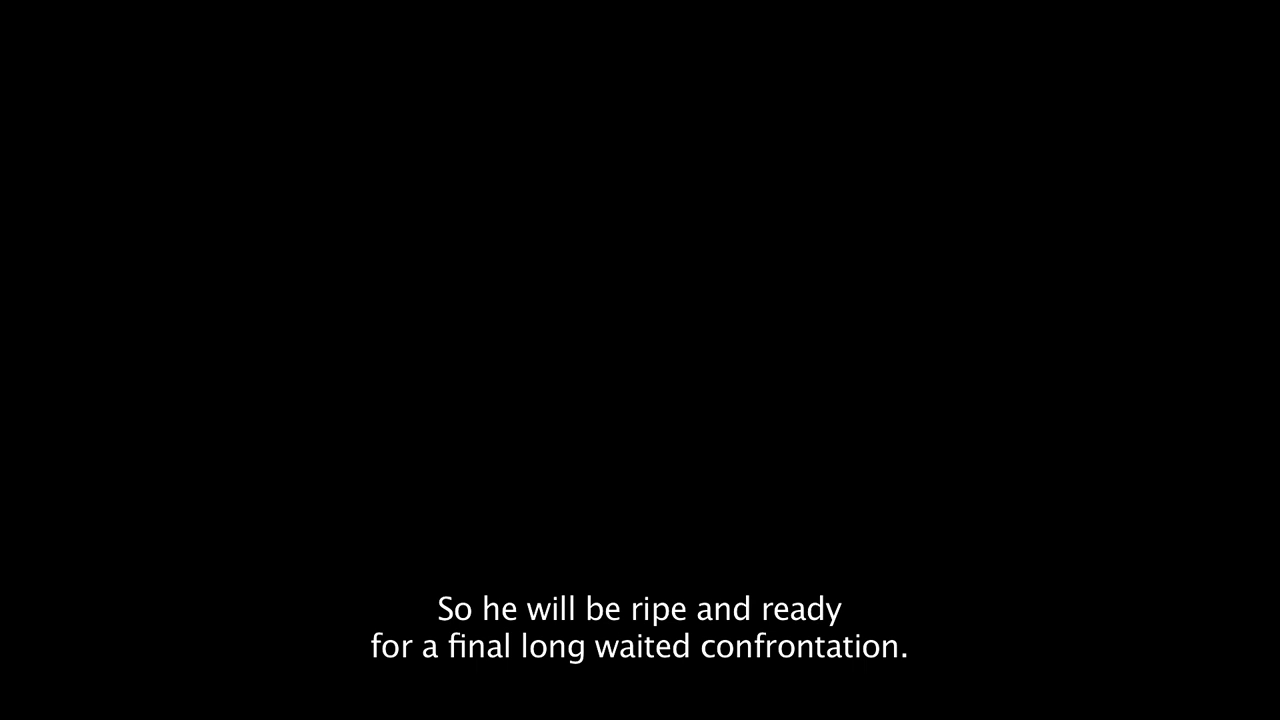 So he will be ripe and ready
for a final long waited confrontation.